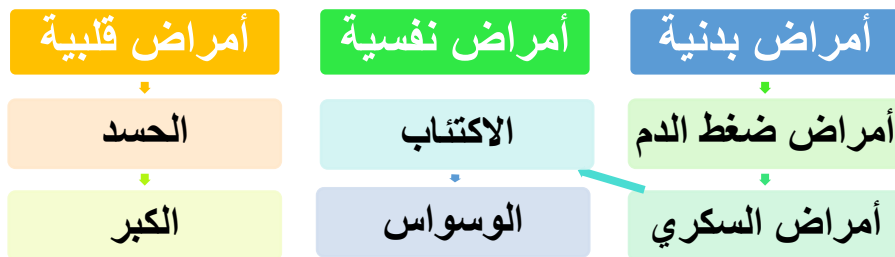 أمراض بدنية
أمراض ضغط الدم
أمراض السكري
أمراض نفسية
الاكتئاب
الوسواس
أمراض قلبية
الحسد
الكبر